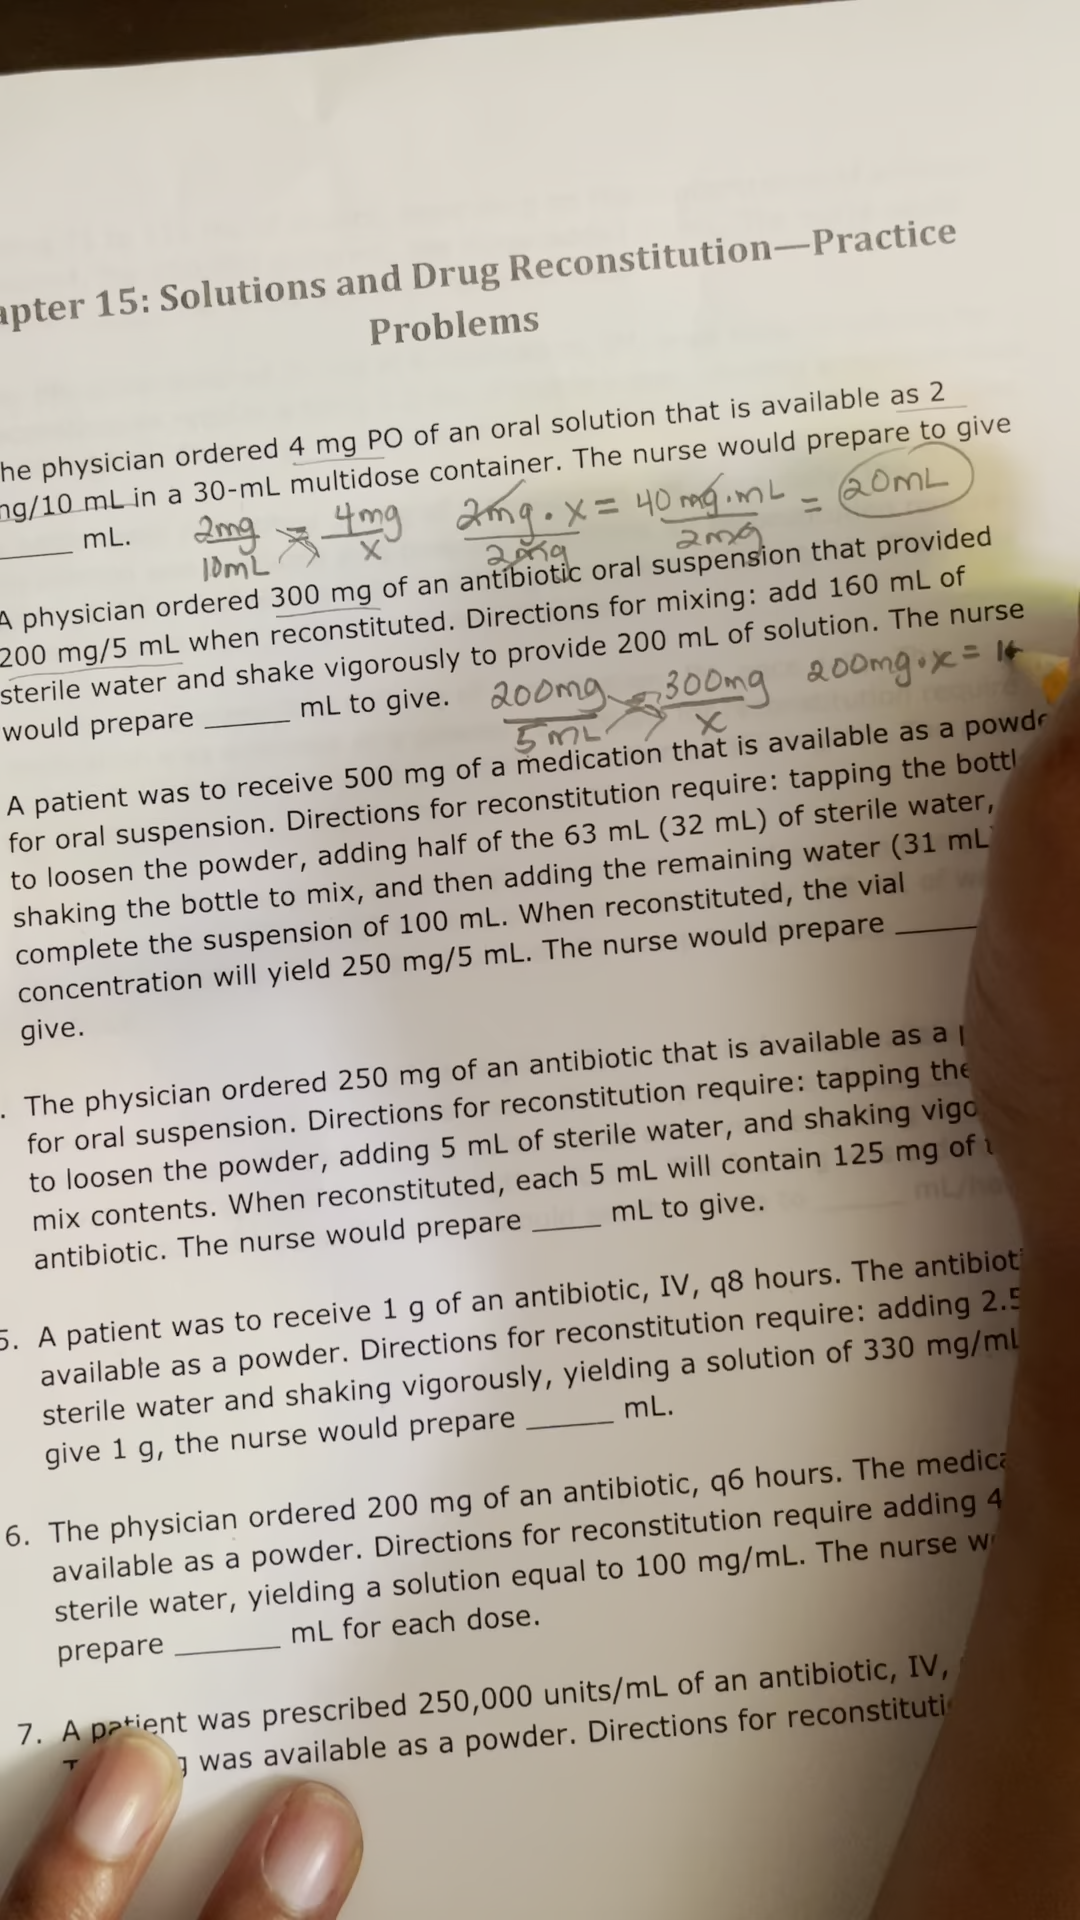 apter 15: Solutions and Drug Reconstitution—Practice
Problems
he physician ordered 4 mg PO of an oral solution that is available as 2
mg/10 mL in a 30-mL multidose container. The nurse would prepare to give
______ mL. 2mg/10mL 4mg/x 2mg·x/2mg = 40mg·mL/2mg = 20mL
A physician ordered 300 mg of an antibiotic oral suspension that provided
200 mg/5 mL when reconstituted. Directions for mixing: add 160 mL of
sterile water and shake vigorously to provide 200 mL of solution. The nurse
would prepare ______ mL to give. 200mg/5mL 300mg/x 200mg·x = 1
A patient was to receive 500 mg of a medication that is available as a powde
for oral suspension. Directions for reconstitution require: tapping the bottl
to loosen the powder, adding half of the 63 mL (32 mL) of sterile water,
shaking the bottle to mix, and then adding the remaining water (31 mL
complete the suspension of 100 mL. When reconstituted, the vial
concentration will yield 250 mg/5 mL. The nurse would prepare ______
give.
. The physician ordered 250 mg of an antibiotic that is available as a
for oral suspension. Directions for reconstitution require: tapping the
to loosen the powder, adding 5 mL of sterile water, and shaking vigo
mix contents. When reconstituted, each 5 mL will contain 125 mg of
antibiotic. The nurse would prepare _____ mL to give.
5. A patient was to receive 1 g of an antibiotic, IV, q8 hours. The antibioti
available as a powder. Directions for reconstitution require: adding 2.5
sterile water and shaking vigorously, yielding a solution of 330 mg/mL
give 1 g, the nurse would prepare ______ mL.
6. The physician ordered 200 mg of an antibiotic, q6 hours. The medica
available as a powder. Directions for reconstitution require adding 4
sterile water, yielding a solution equal to 100 mg/mL. The nurse w
prepare _______ mL for each dose.
7. A patient was prescribed 250,000 units/mL of an antibiotic, IV,
was available as a powder. Directions for reconstituti